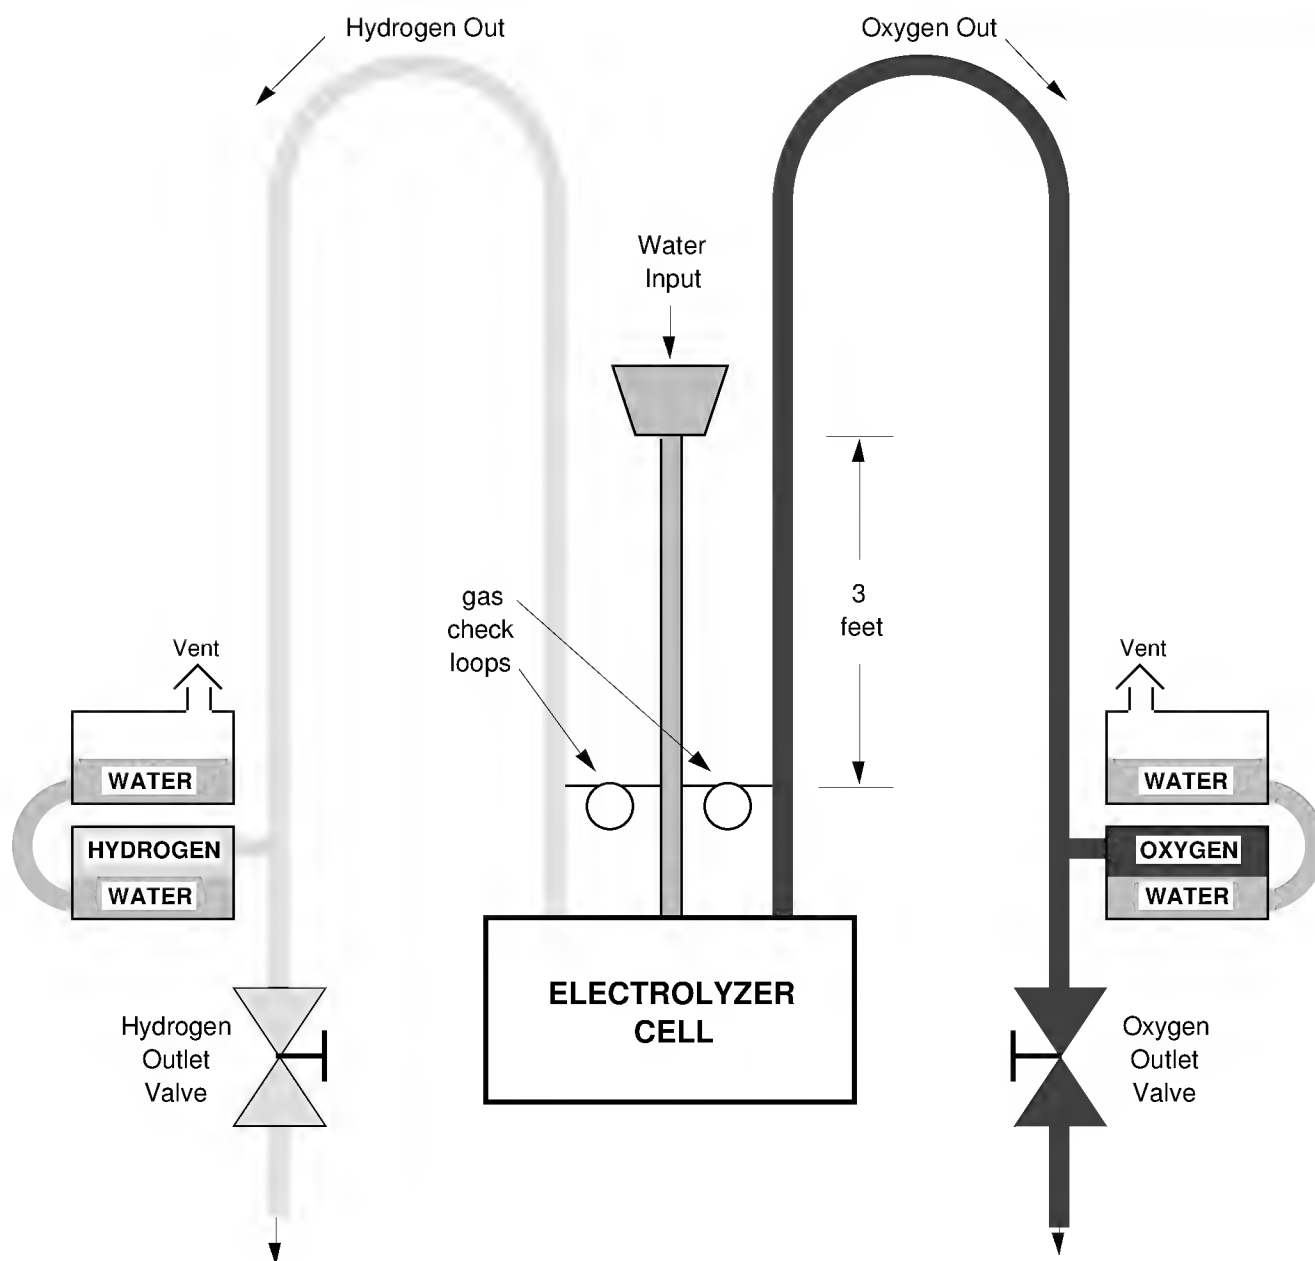 Hydrogen Out
Oxygen Out
Water
Input
gas
check
loops
3
feet
Vent
Vent
WATER
WATER
HYDROGEN
WATER
OXYGEN
WATER
ELECTROLYZER
CELL
Hydrogen
Outlet
Valve
Oxygen
Outlet
Valve